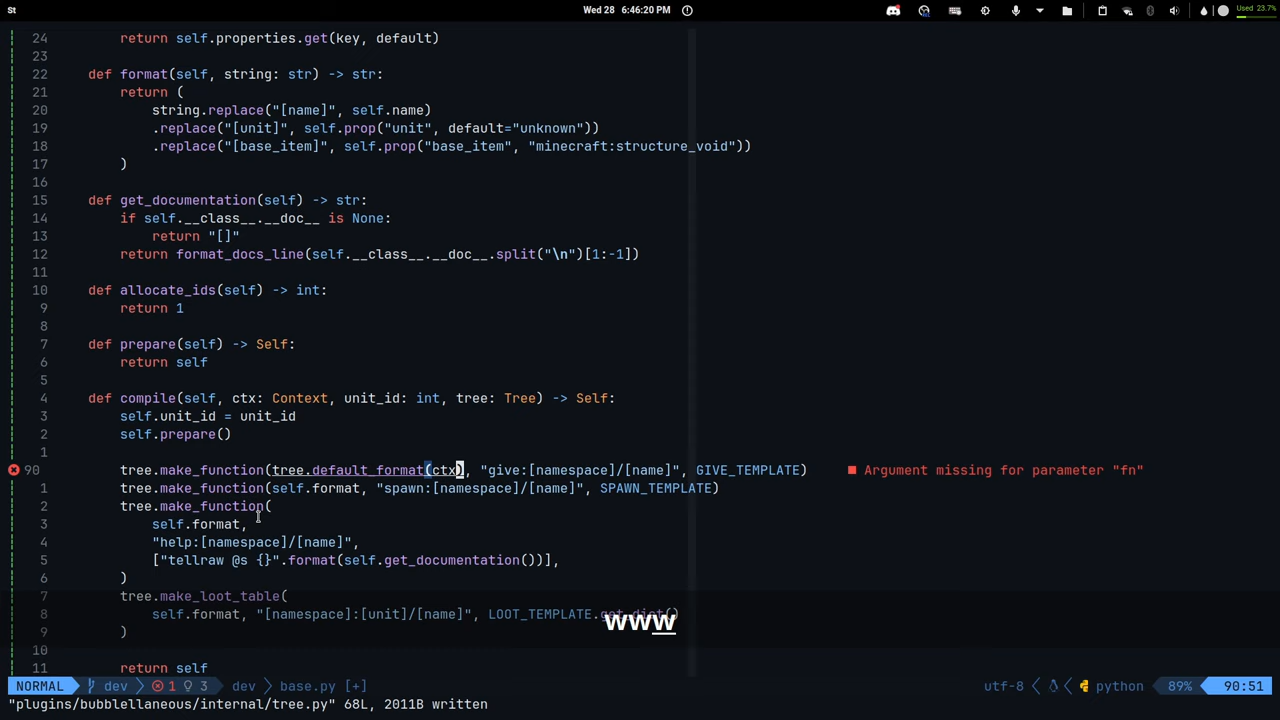 St
Wed 28 6:46:20 PM
Used 23.7%
24 return self.properties.get(key, default)
23
22 def format(self, string: str) -> str:
21 return (
20 string.replace("[name]", self.name)
19 .replace("[unit]", self.prop("unit", default="unknown"))
18 .replace("[base_item]", self.prop("base_item", "minecraft:structure_void"))
17 )
16
15 def get_documentation(self) -> str:
14 if self.__class__.__doc__ is None:
13 return "[]"
12 return format_docs_line(self.__class__.__doc__.split("\n")[1:-1])
11
10 def allocate_ids(self) -> int:
9 return 1
8
7 def prepare(self) -> Self:
6 return self
5
4 def compile(self, ctx: Context, unit_id: int, tree: Tree) -> Self:
3 self.unit_id = unit_id
2 self.prepare()
1
90 tree.make_function(tree.default_format(ctx), "give:[namespace]/[name]", GIVE_TEMPLATE) ■ Argument missing for parameter "fn"
1 tree.make_function(self.format, "spawn:[namespace]/[name]", SPAWN_TEMPLATE)
2 tree.make_function(
3 self.format,
4 "help:[namespace]/[name]",
5 ["tellraw @s {}".format(self.get_documentation())],
6 )
7 tree.make_loot_table(
8 self.format, "[namespace]:[unit]/[name]", LOOT_TEMPLATE.get_dict()
www
9 )
10
11 return self
NORMAL dev 1 3 dev base.py [+] utf-8 python 89% 90:51
"plugins/bubblellaneous/internal/tree.py" 68L, 2011B written